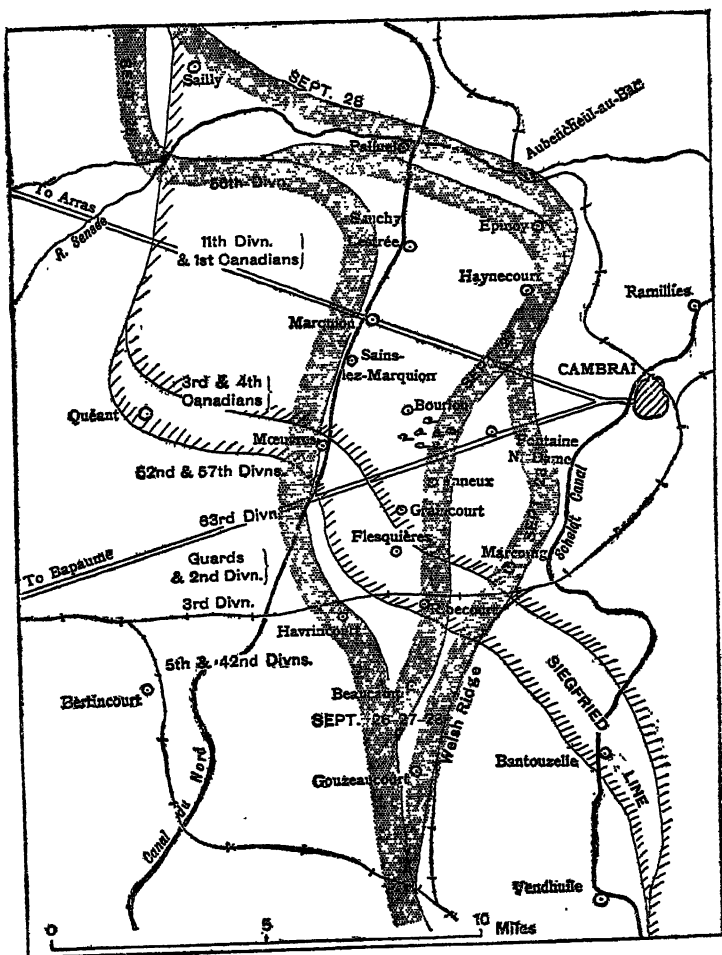 Sailly
SEPT. 28
Aubencheul-au-Bac
Palluel
56th Divn.
To Arras
R. Sensée
Sauchy
Lestrée
Epinoy
11th Divn.
& 1st Canadians
Haynecourt
Ramillies
Marquion
Sains-
lez-Marquion
CAMBRAI
3rd & 4th
Canadians
Quéant
Bourlon
Mœuvres
Fontaine
N. Dame
62nd & 57th Divns.
Anneux
63rd Divn.
Graincourt
Scheldt Canal
Flesquières
Marcoing
To Bapaume
Guards
& 2nd Divn.
3rd Divn.
Ribecourt
Havrincourt
5th & 42nd Divns.
Bertincourt
Beaucamp
SEPT. 26-27-28
Welsh Ridge
SIEGFRIED
LINE
Gouzeaucourt
Bantouzelle
Canal du Nord
Vendhuile
0 5 10 Miles